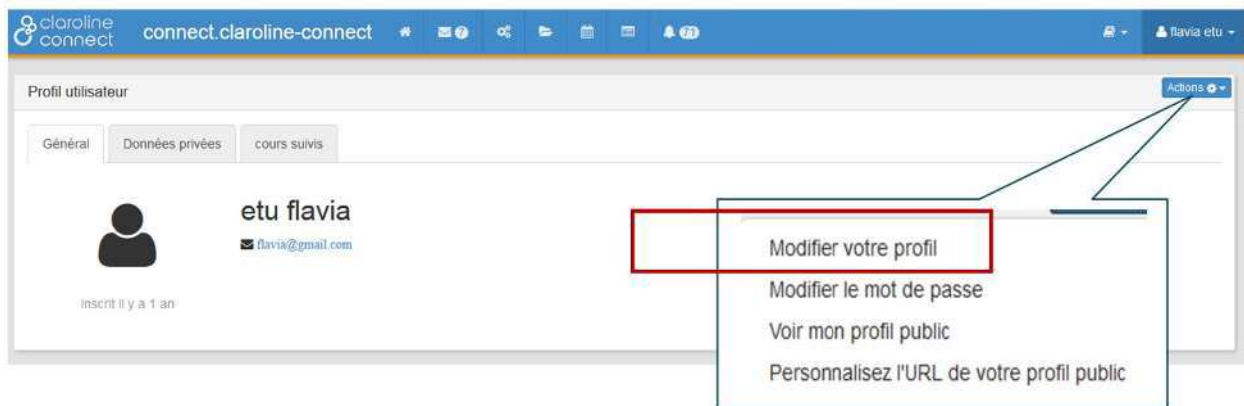 claroline
connect
connect.claroline-connect
?
71
flavia etu
Profil utilisateur
Actions
Général
Données privées
cours suivis
etu flavia
flavia@gmail.com
Inscrit il y a 1 an
Modifier votre profil
Modifier le mot de passe
Voir mon profil public
Personnalisez l'URL de votre profil public